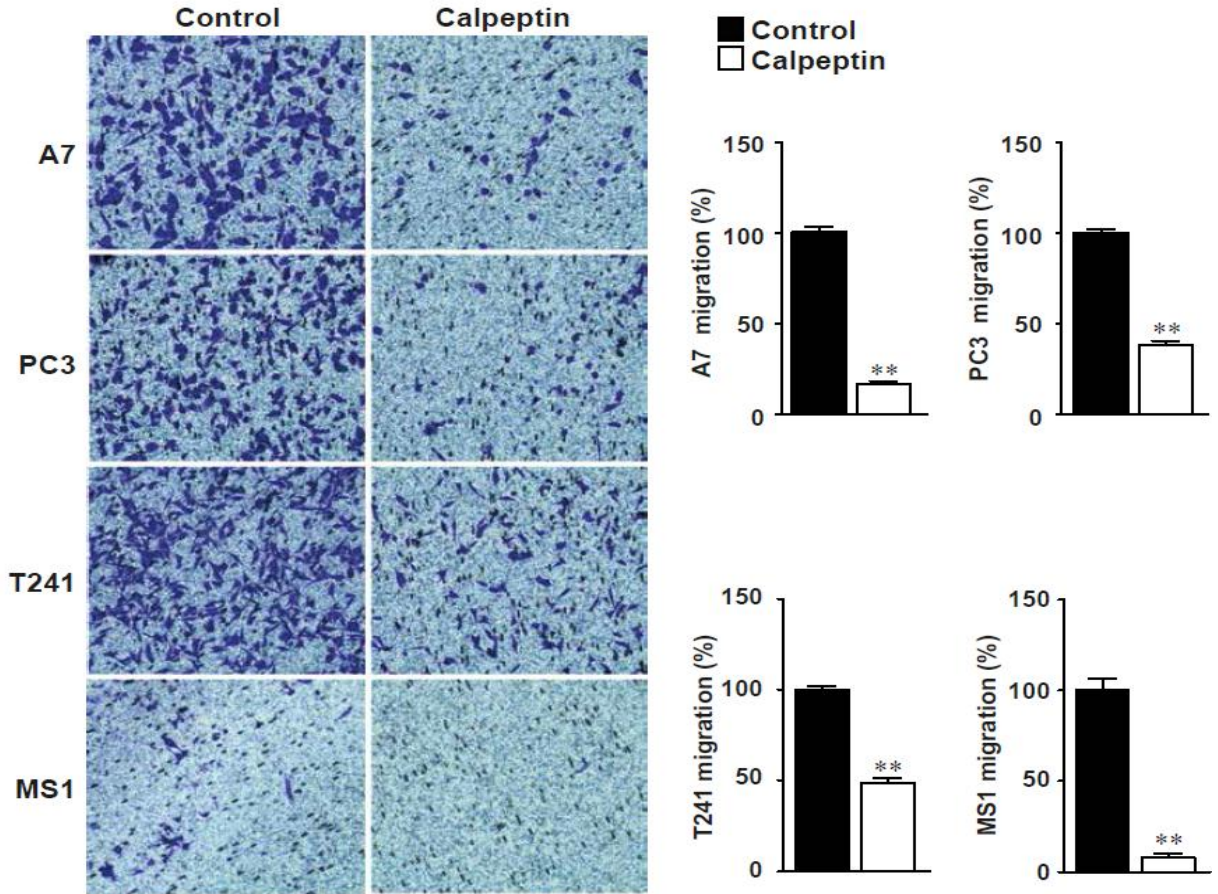 Control Calpeptin
A7
PC3
T241
MS1
Control
Calpeptin
A7 migration (%)
150
100
50
0
**
PC3 migration (%)
150
100
50
0
**
T241 migration (%)
150
100
50
0
**
MS1 migration (%)
150
100
50
0
**